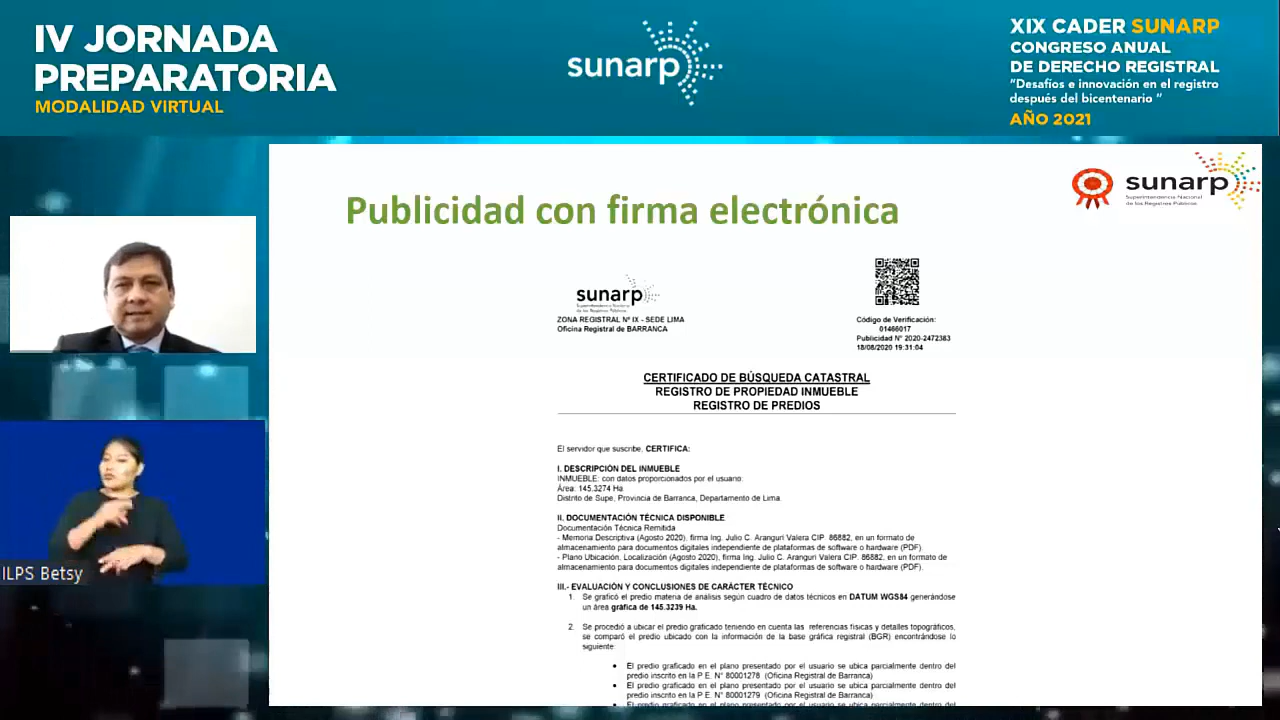 IV JORNADA
PREPARATORIA
MODALIDAD VIRTUAL
sunarp
XIX CADER SUNARP
CONGRESO ANUAL
DE DERECHO REGISTRAL
"Desafíos e innovación en el registro
después del bicentenario "
AÑO 2021
Publicidad con firma electrónica
sunarp
Superintendencia Nacional
de los Registros Públicos
sunarp
Superintendencia Nacional
de los Registros Públicos
ZONA REGISTRAL N° IX - SEDE LIMA
Oficina Registral de BARRANCA
Código de Verificación:
01466017
Publicidad N° 2020-2472363
18/08/2020 19:31:04
CERTIFICADO DE BÚSQUEDA CATASTRAL
REGISTRO DE PROPIEDAD INMUEBLE
REGISTRO DE PREDIOS
El servidor que suscribe, CERTIFICA:
I. DESCRIPCIÓN DEL INMUEBLE
INMUEBLE: con datos proporcionados por el usuario:
Área: 145.3274 Ha
Distrito de Supe, Provincia de Barranca, Departamento de Lima
II. DOCUMENTACIÓN TÉCNICA DISPONIBLE
Documentación Técnica Remitida
- Memoria Descriptiva (Agosto 2020), firma Ing. Julio C. Aranguri Valera CIP. 86882, en un formato de
almacenamiento para documentos digitales independiente de plataformas de software o hardware (PDF).
- Plano Ubicación, Localización (Agosto 2020), firma Ing. Julio C. Aranguri Valera CIP. 86882, en un formato de
almacenamiento para documentos digitales independiente de plataformas de software o hardware (PDF).
III.- EVALUACIÓN Y CONCLUSIONES DE CARÁCTER TÉCNICO
1. Se graficó el predio materia de análisis según cuadro de datos técnicos en DATUM WGS84 generándose
un área gráfica de 145.3239 Ha.
2. Se procedió a ubicar el predio graficado teniendo en cuenta las referencias físicas y detalles topográficos,
se comparó el predio ubicado con la información de la base gráfica registral (BGR) encontrándose lo
siguiente:
• El predio graficado en el plano presentado por el usuario se ubica parcialmente dentro del
predio inscrito en la P.E. N° 80001278 (Oficina Registral de Barranca)
• El predio graficado en el plano presentado por el usuario se ubica parcialmente dentro del
predio inscrito en la P.E. N° 80001279 (Oficina Registral de Barranca)
ILPS Betsy